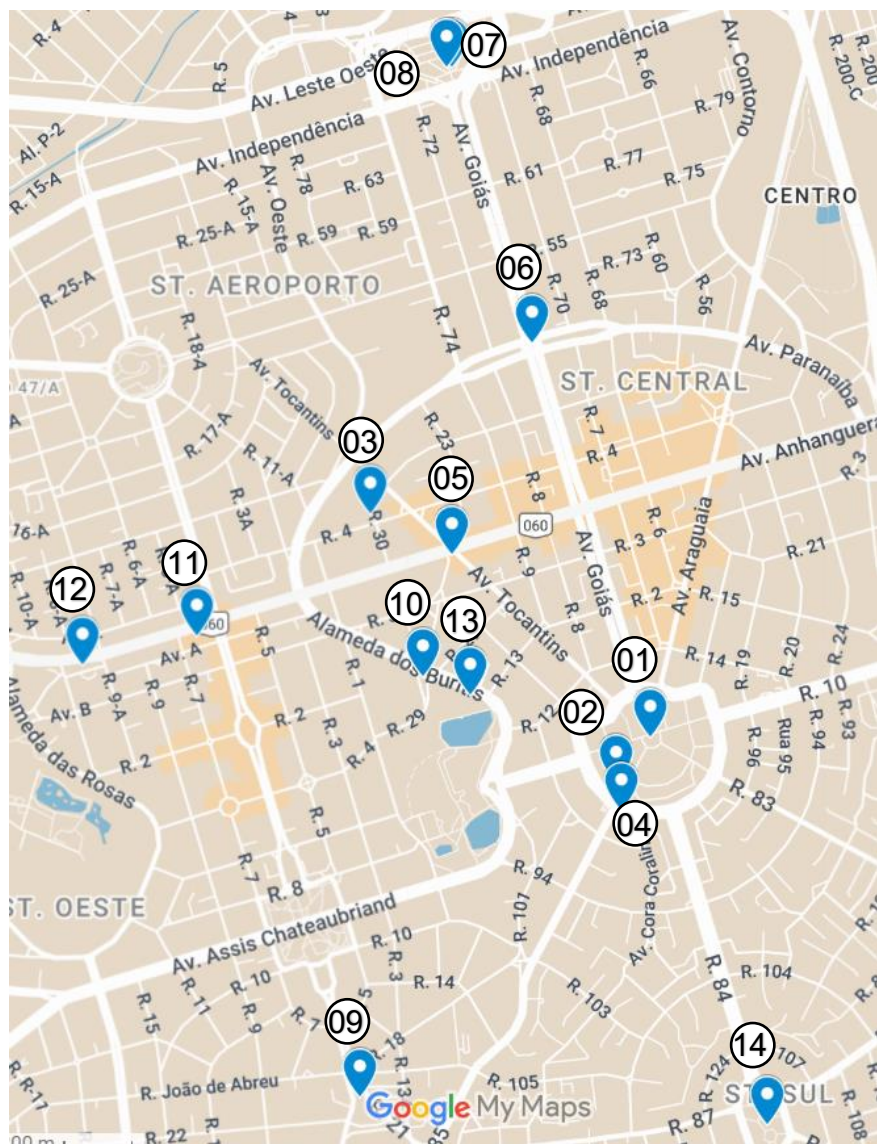 R. 4
07
08
R. 5
Av. Leste Oeste
Av. Independência
R. 66
Av. Contorno
R. 200
R. 200-C
R. 79
R. 68
Al. P-2
Av. Independência
R. 72
Av. Goiás
R. 77
R. 75
R. 61
R. 15-A
R. 78
R. 63
Av. Oeste
R. 15-A
CENTRO
R. 25-A
R. 59
R. 59
R. 55
R. 73
R. 60
06
R. 70
R. 68
R. 56
R. 25-A
ST. AEROPORTO
R. 18-A
R. 74
Av. Paranaíba
ST. CENTRAL
47/A
Av. Tocantins
R. 17-A
R. 23
R. 7
03
R. 4
Av. Anhanguera
R. 3
R. 11-A
05
R. 8
R. 3A
16-A
R. 4
R. 30
060
R. 6
Av. Araguaia
R. 3
R. 21
R. 9
Av. Goiás
R. 6-A
R. 7-A
R. 10-A
11
12
060
10
13
Av. Tocantins
R. 8
R. 2
R. 15
Av. A
R. 5
Alameda dos Buritis
R. 13
01
R. 14
R. 19
R. 20
R. 24
R. 10
R. 7
R. 9
R. 9-A
R. 1
Av. B
02
R. 12
R. 2
R. 3
R. 29
R. 4
R. 96
Rua 95
R. 94
R. 93
Alameda das Rosas
R. 2
R. 83
R. 5
04
R. 7
R. 94
R. 101
R. 8
ST. OESTE
Av. Assis Chateaubriand
R. 10
R. 3
R. 14
R. 84
R. 104
R. 10
R. 11
R. 15
R. 9
R. 7
R. 103
09
R. 18
14
107
R. 124
R. João de Abreu
R. 13
R. 105
R. R-17
Google My Maps
R. 87
R. 108
R. 22